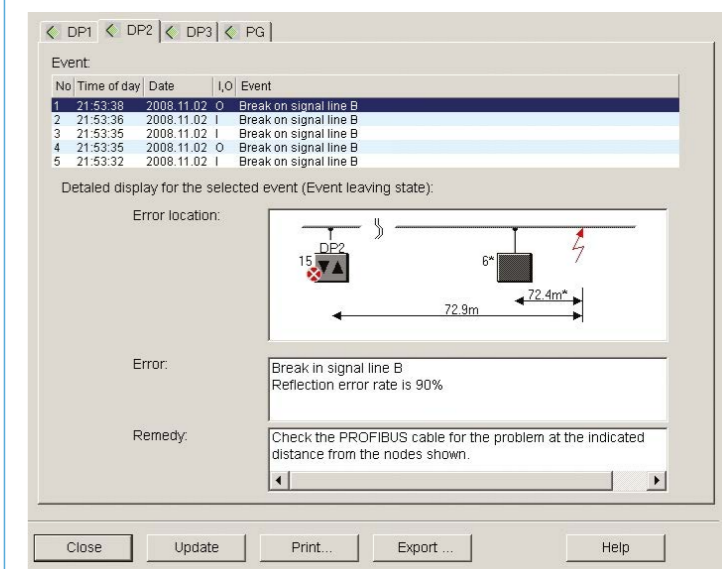 DP1 DP2 DP3 PG
Event:
No Time of day Date I,O Event
1 21:53:38 2008.11.02 O Break on signal line B
2 21:53:36 2008.11.02 I Break on signal line B
3 21:53:35 2008.11.02 I Break on signal line B
4 21:53:35 2008.11.02 O Break on signal line B
5 21:53:32 2008.11.02 I Break on signal line B
Detaled display for the selected event (Event leaving state):
Error location:
DP2
15
6*
72.4m*
72.9m
Error:
Break in signal line B
Reflection error rate is 90%
Remedy:
Check the PROFIBUS cable for the problem at the indicated
distance from the nodes shown.
Close Update Print... Export ... Help